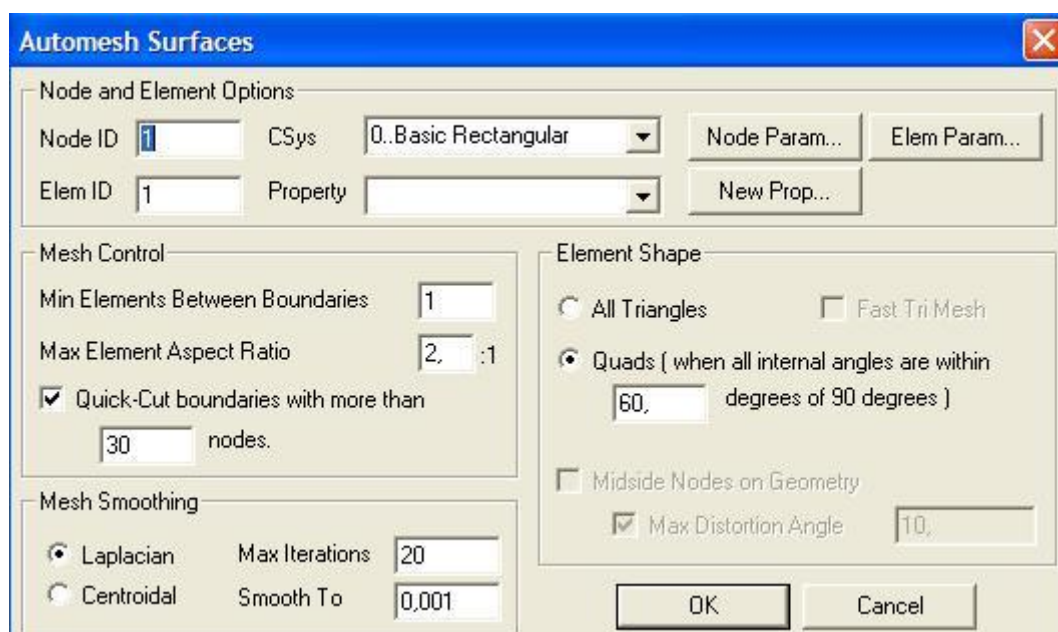 Automesh Surfaces
Node and Element Options
Node ID 1 CSys 0..Basic Rectangular Node Param... Elem Param...
Elem ID 1 Property New Prop...
Mesh Control
Min Elements Between Boundaries 1
Max Element Aspect Ratio 2, :1
Quick-Cut boundaries with more than
30 nodes.
Mesh Smoothing
Laplacian Max Iterations 20
Centroidal Smooth To 0,001
Element Shape
All Triangles Fast Tri Mesh
Quads ( when all internal angles are within
60, degrees of 90 degrees )
Midside Nodes on Geometry
Max Distortion Angle 10,
OK Cancel